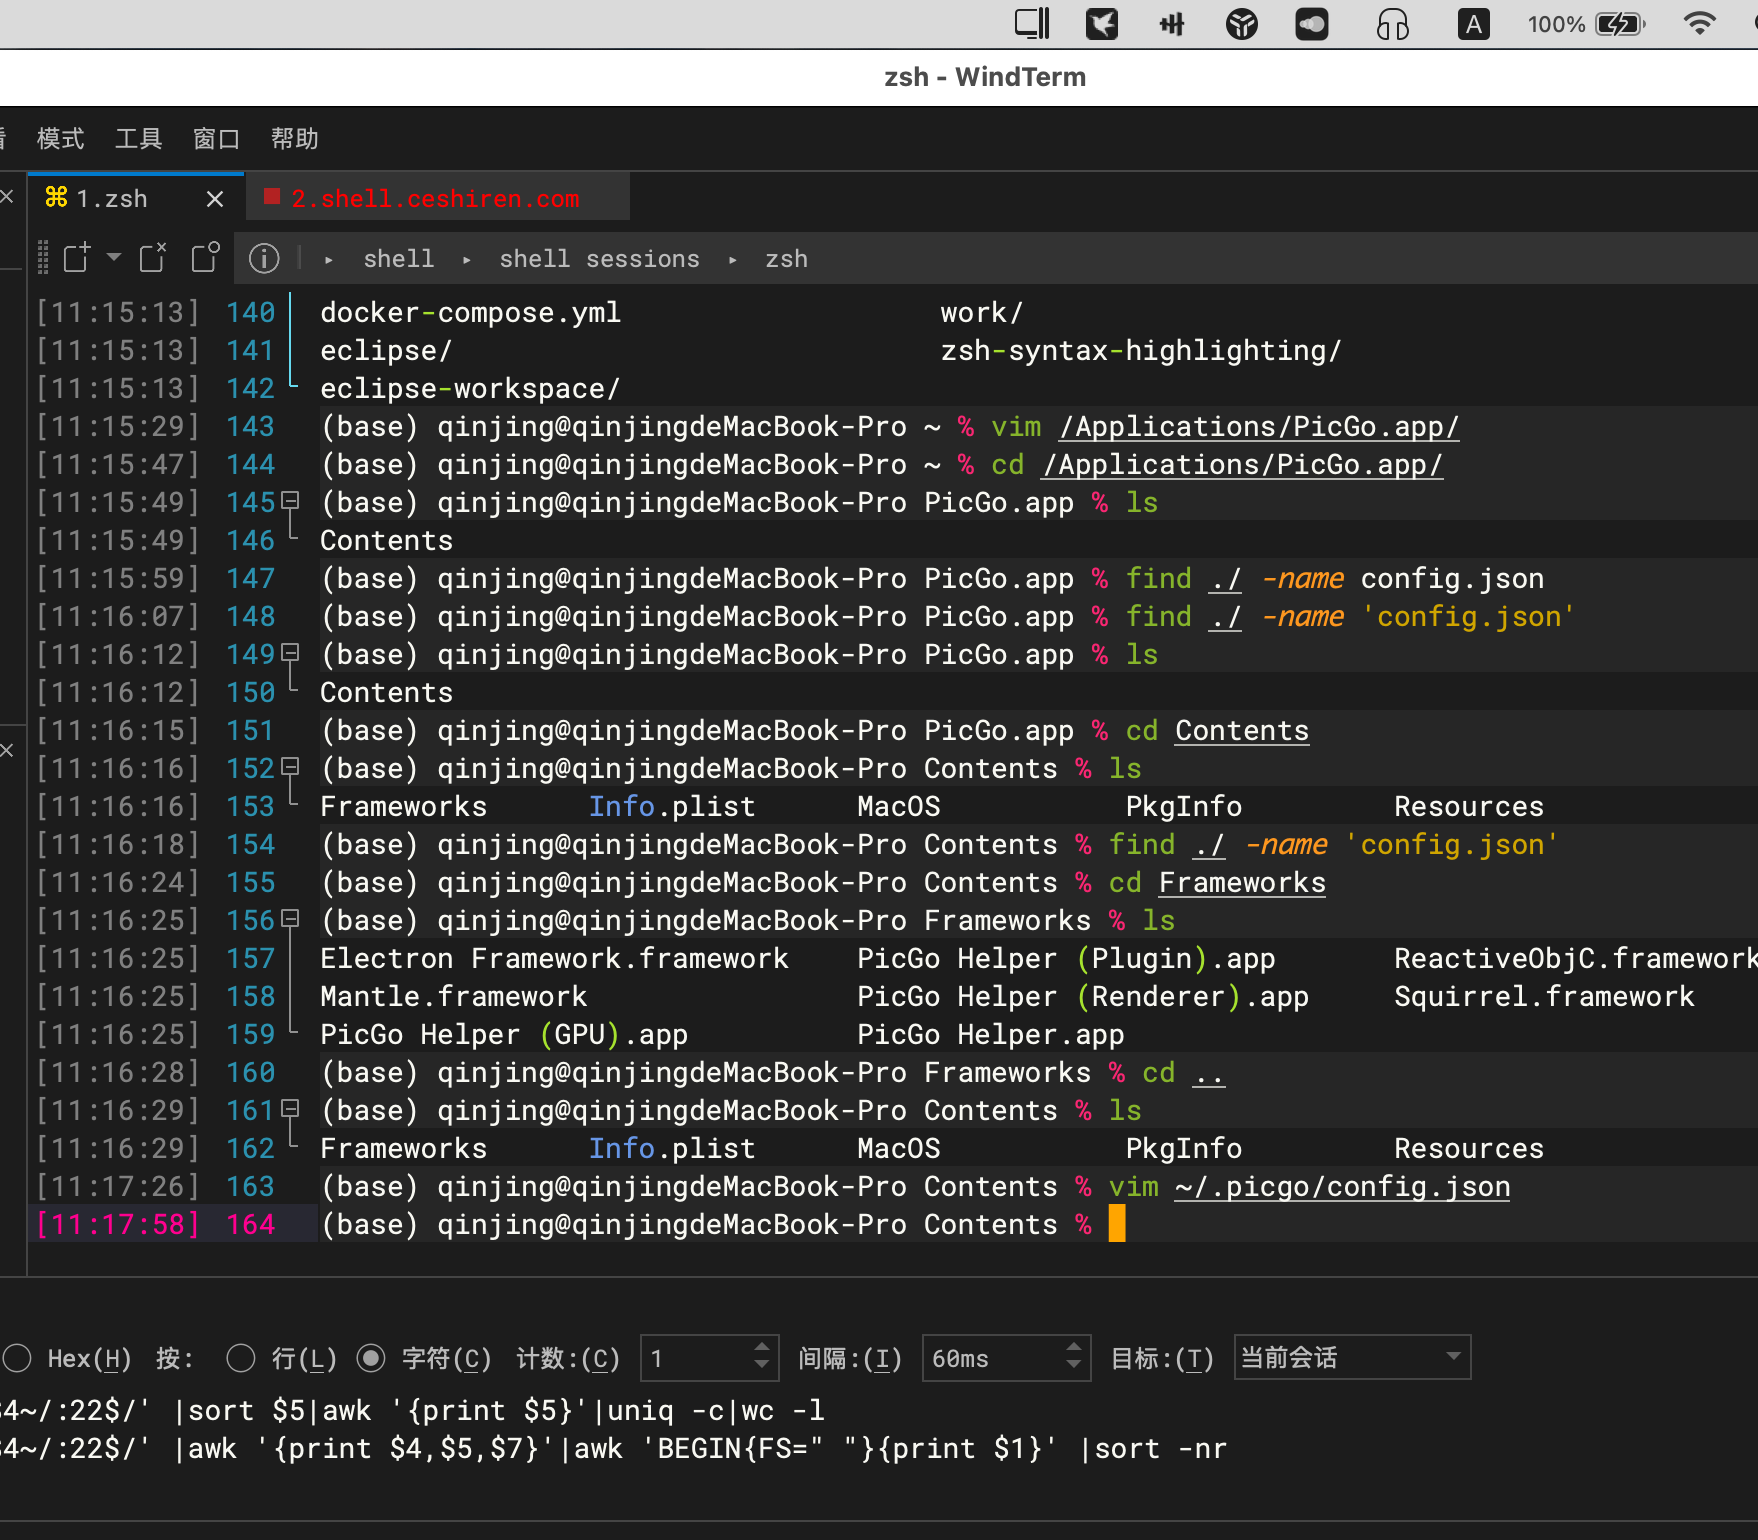 A 100%
zsh - WindTerm
模式 工具 窗口 帮助
1.zsh 2.shell.ceshiren.com
shell shell sessions zsh
[11:15:13] 140 docker-compose.yml work/
[11:15:13] 141 eclipse/ zsh-syntax-highlighting/
[11:15:13] 142 eclipse-workspace/
[11:15:29] 143 (base) qinjing@qinjingdeMacBook-Pro ~ % vim /Applications/PicGo.app/
[11:15:47] 144 (base) qinjing@qinjingdeMacBook-Pro ~ % cd /Applications/PicGo.app/
[11:15:49] 145 (base) qinjing@qinjingdeMacBook-Pro PicGo.app % ls
[11:15:49] 146 Contents
[11:15:59] 147 (base) qinjing@qinjingdeMacBook-Pro PicGo.app % find ./ -name config.json
[11:16:07] 148 (base) qinjing@qinjingdeMacBook-Pro PicGo.app % find ./ -name 'config.json'
[11:16:12] 149 (base) qinjing@qinjingdeMacBook-Pro PicGo.app % ls
[11:16:12] 150 Contents
[11:16:15] 151 (base) qinjing@qinjingdeMacBook-Pro PicGo.app % cd Contents
[11:16:16] 152 (base) qinjing@qinjingdeMacBook-Pro Contents % ls
[11:16:16] 153 Frameworks Info.plist MacOS PkgInfo Resources
[11:16:18] 154 (base) qinjing@qinjingdeMacBook-Pro Contents % find ./ -name 'config.json'
[11:16:24] 155 (base) qinjing@qinjingdeMacBook-Pro Contents % cd Frameworks
[11:16:25] 156 (base) qinjing@qinjingdeMacBook-Pro Frameworks % ls
[11:16:25] 157 Electron Framework.framework PicGo Helper (Plugin).app ReactiveObjC.framework
[11:16:25] 158 Mantle.framework PicGo Helper (Renderer).app Squirrel.framework
[11:16:25] 159 PicGo Helper (GPU).app PicGo Helper.app
[11:16:28] 160 (base) qinjing@qinjingdeMacBook-Pro Frameworks % cd ..
[11:16:29] 161 (base) qinjing@qinjingdeMacBook-Pro Contents % ls
[11:16:29] 162 Frameworks Info.plist MacOS PkgInfo Resources
[11:17:26] 163 (base) qinjing@qinjingdeMacBook-Pro Contents % vim ~/.picgo/config.json
[11:17:58] 164 (base) qinjing@qinjingdeMacBook-Pro Contents %
Hex(H) 按: 行(L) 字符(C) 计数:(C) 1 间隔:(I) 60ms 目标:(T) 当前会话
$4~/:22$/' |sort $5|awk '{print $5}'|uniq -c|wc -l
$4~/:22$/' |awk '{print $4,$5,$7}'|awk 'BEGIN{FS=" "}{print $1}' |sort -nr